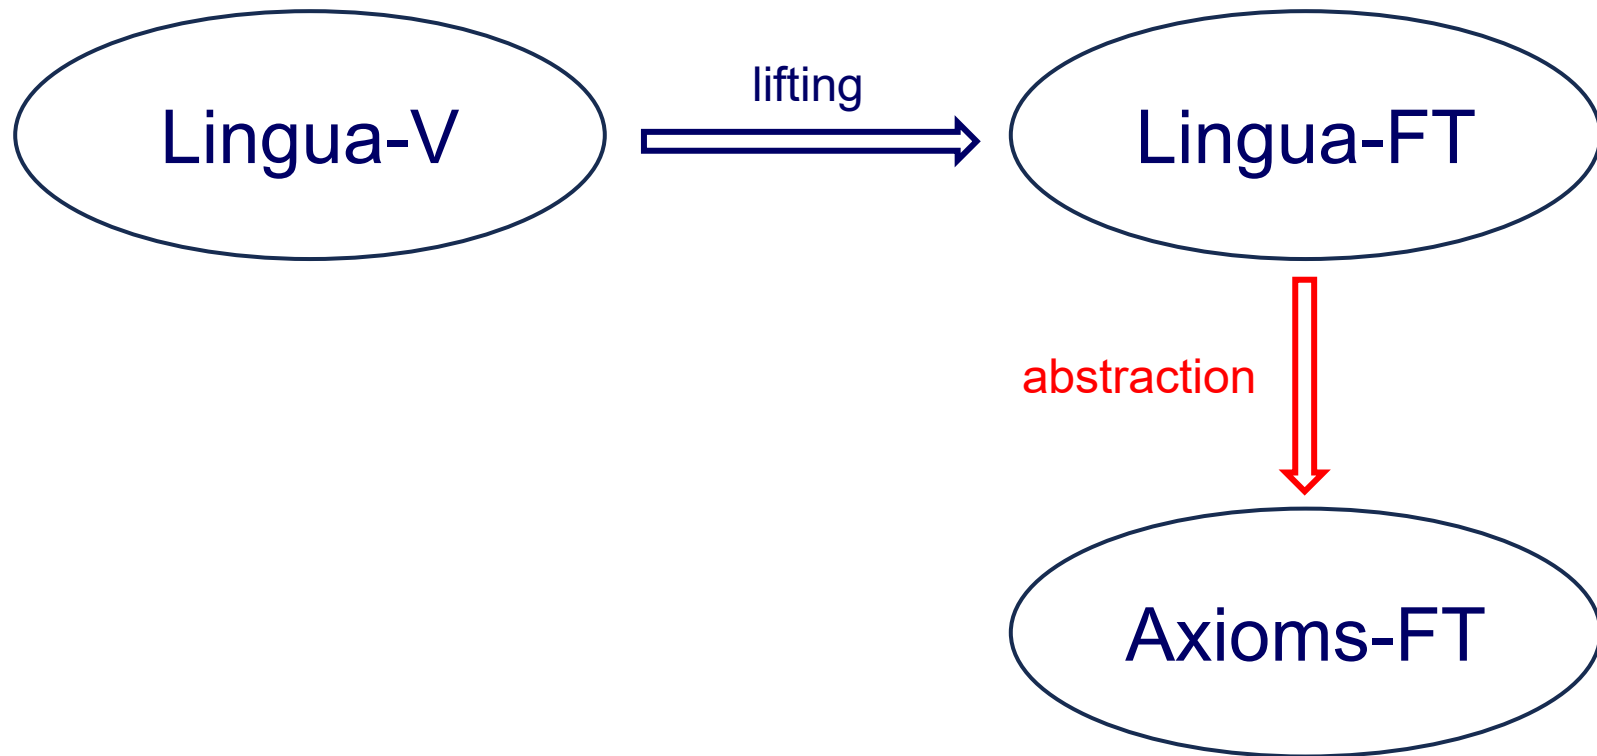 lifting
Lingua-V
Lingua-FT
abstraction
Axioms-FT